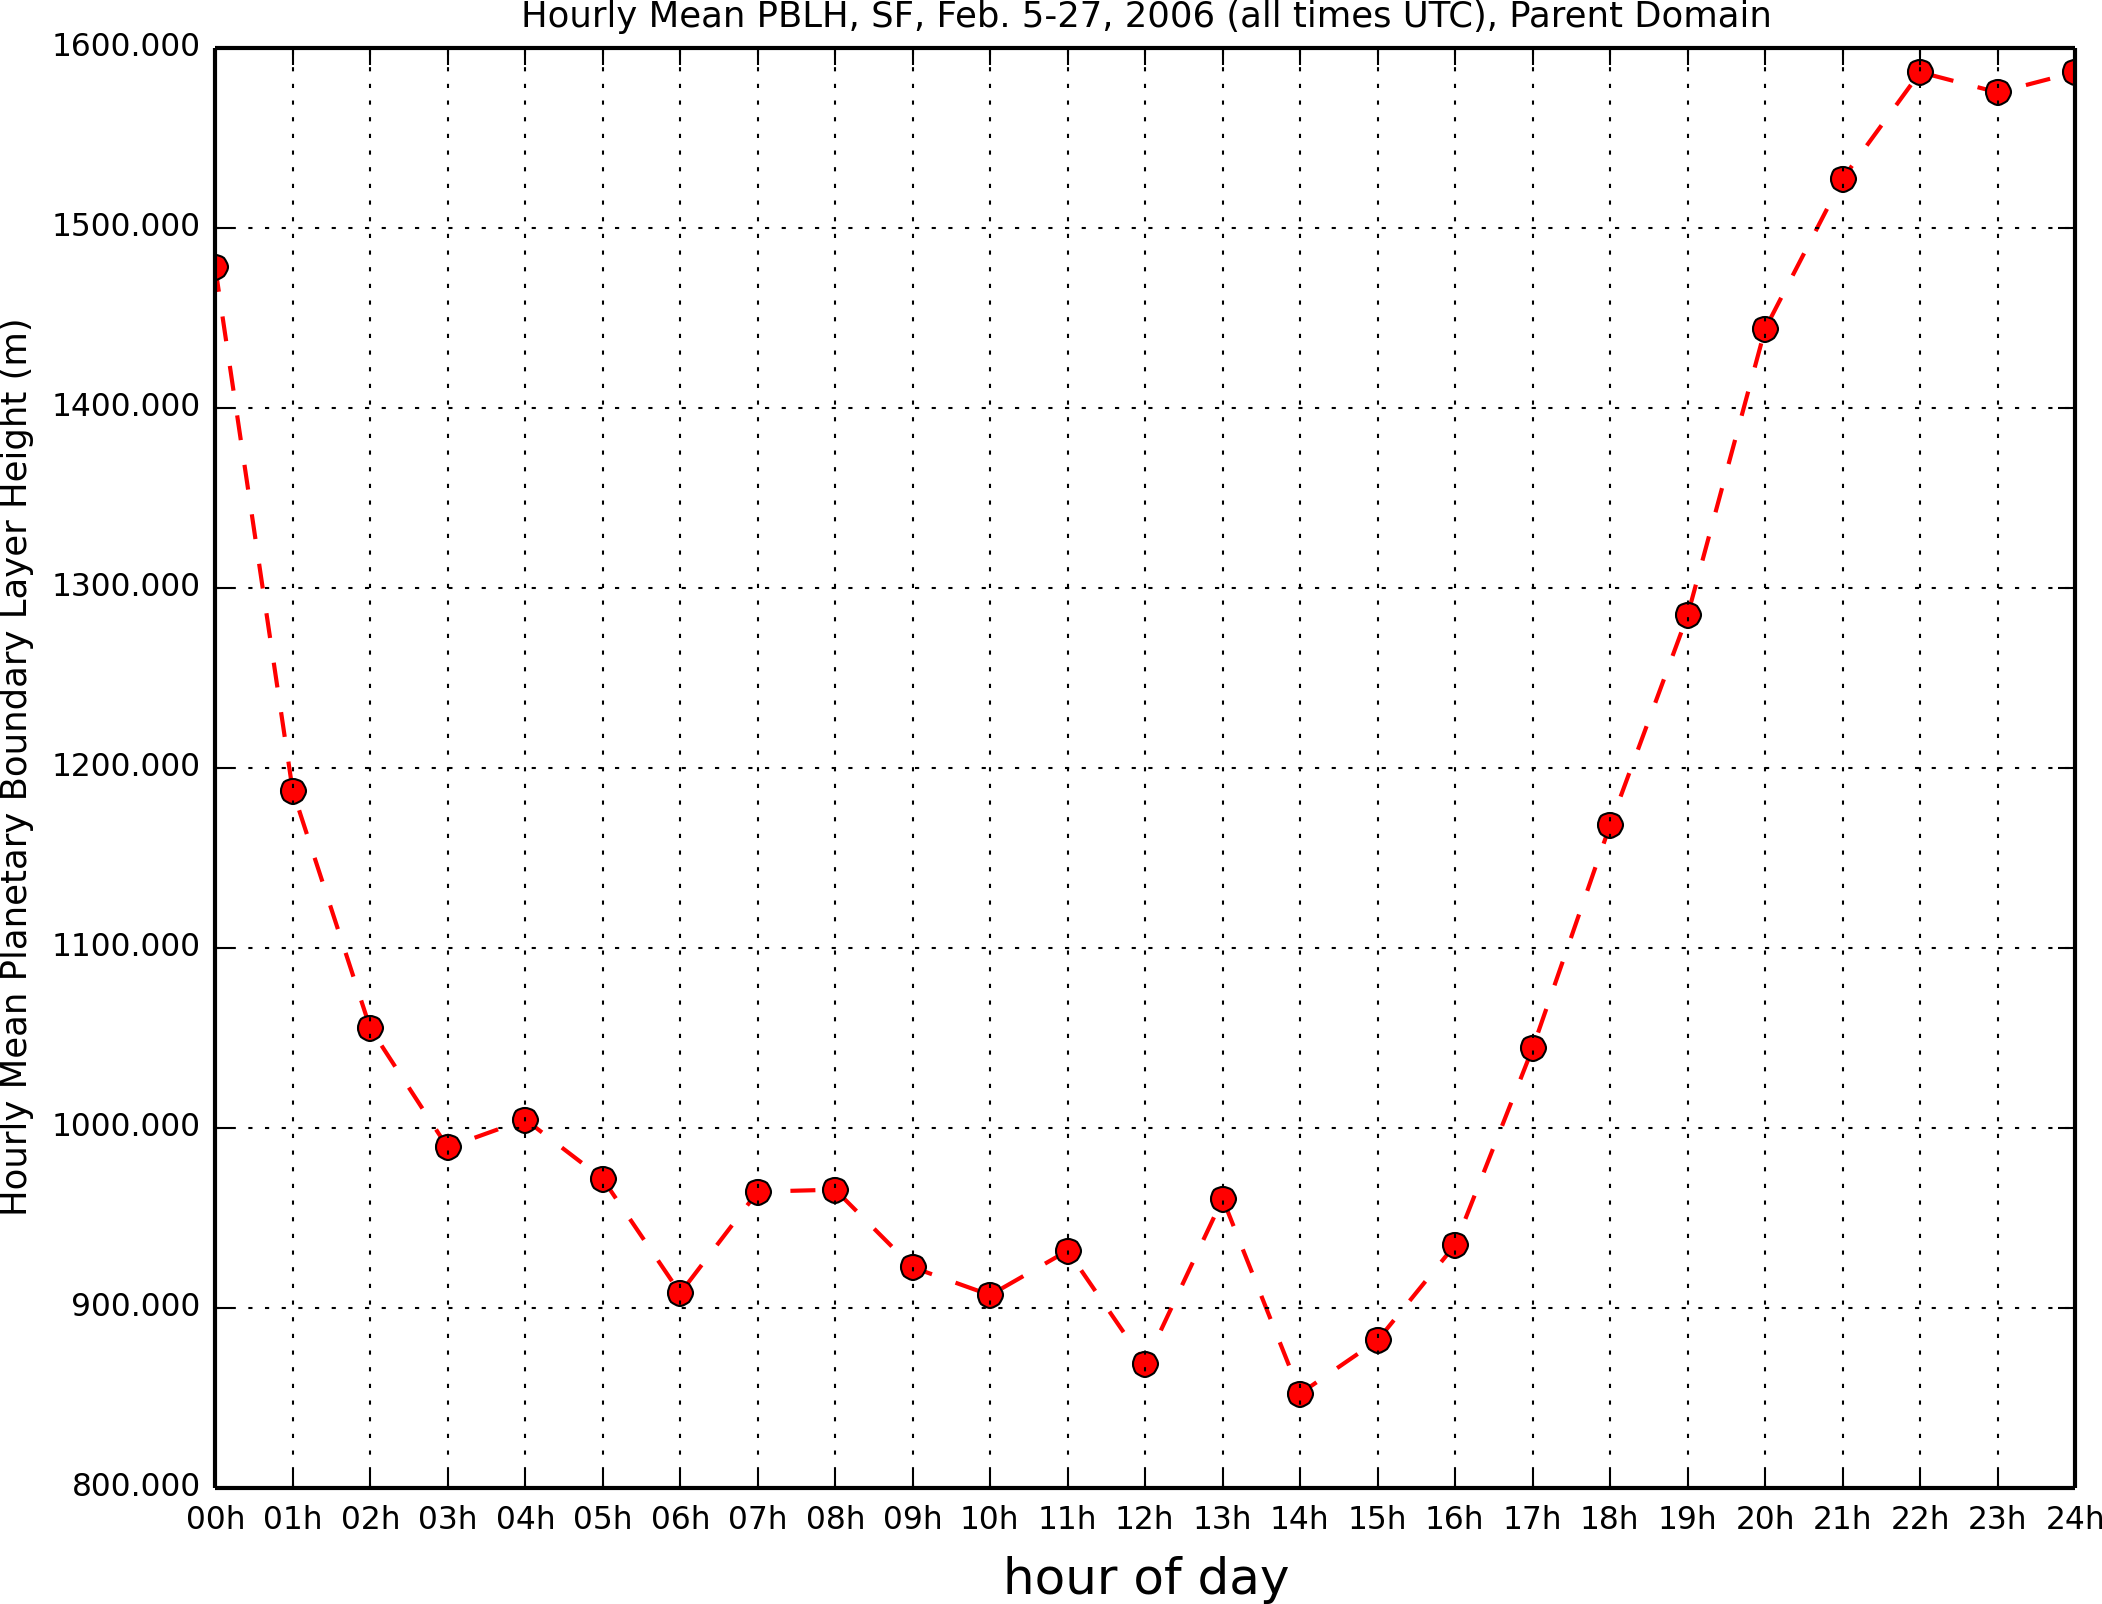 Hourly Mean PBLH, SF, Feb. 5-27, 2006 (all times UTC), Parent Domain
Hourly Mean Planetary Boundary Layer Height (m)
1600.000
1500.000
1400.000
1300.000
1200.000
1100.000
1000.000
900.000
800.000
00h 01h 02h 03h 04h 05h 06h 07h 08h 09h 10h 11h 12h 13h 14h 15h 16h 17h 18h 19h 20h 21h 22h 23h 24h
hour of day